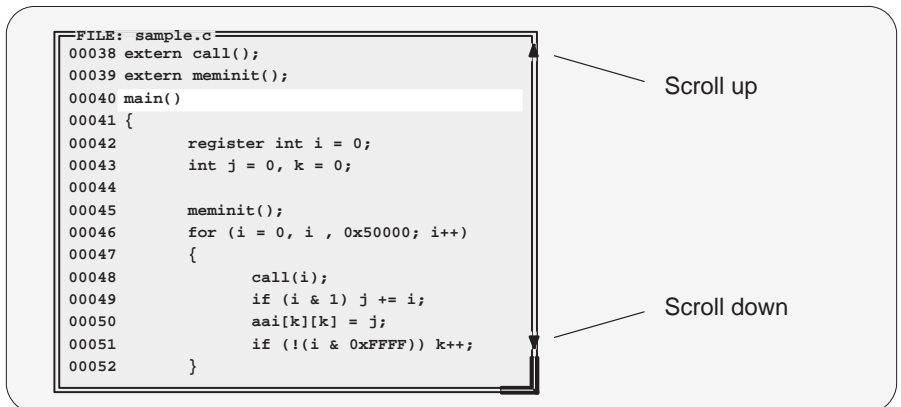 FILE: sample.c
00038 extern call();
00039 extern meminit();
00040 main()
00041 {
00042 register int i = 0;
00043 int j = 0, k = 0;
00044
00045 meminit();
00046 for (i = 0, i , 0x50000; i++)
00047 {
00048 call(i);
00049 if (i & 1) j += i;
00050 aai[k][k] = j;
00051 if (!(i & 0xFFFF)) k++;
00052 }
Scroll up
Scroll down